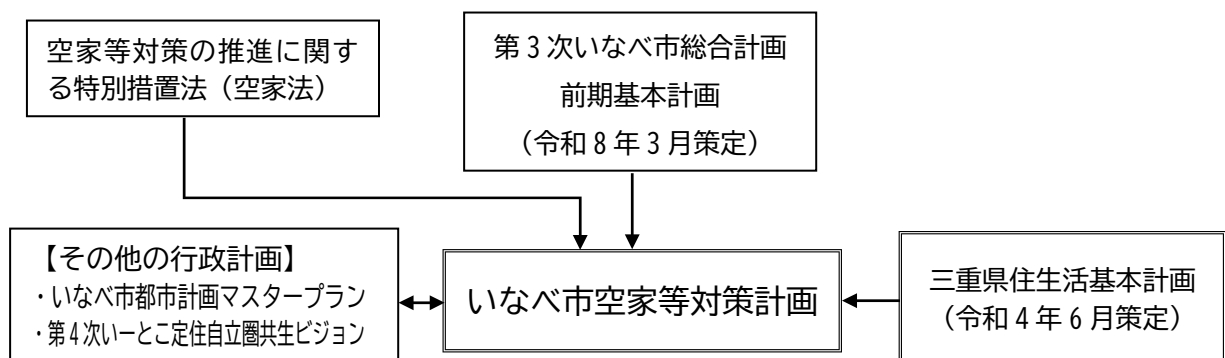 空家等対策の推進に関す
る特別措置法（空家法）
第３次いなべ市総合計画
前期基本計画
（令和８年３月策定）
【その他の行政計画】
・いなべ市都市計画マスタープラン
・第４次いーとこ定住自立圏共生ビジョン
いなべ市空家等対策計画
三重県住生活基本計画
（令和４年６月策定）